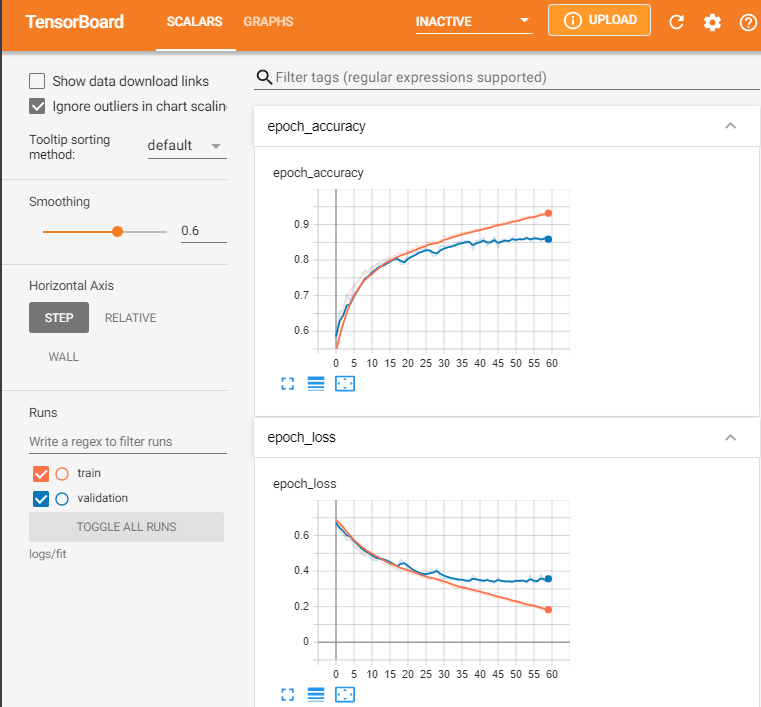 TensorBoard
SCALARS
GRAPHS
INACTIVE
UPLOAD
Show data download links
Ignore outliers in chart scalin
Tooltip sorting
method:
default
Smoothing
0.6
Horizontal Axis
STEP
RELATIVE
WALL
Runs
Write a regex to filter runs
train
validation
TOGGLE ALL RUNS
logs/fit
Filter tags (regular expressions supported)
epoch_accuracy
epoch_accuracy
0.9
0.8
0.7
0.6
0 5 10 15 20 25 30 35 40 45 50 55 60
epoch_loss
epoch_loss
0.6
0.4
0.2
0
0 5 10 15 20 25 30 35 40 45 50 55 60